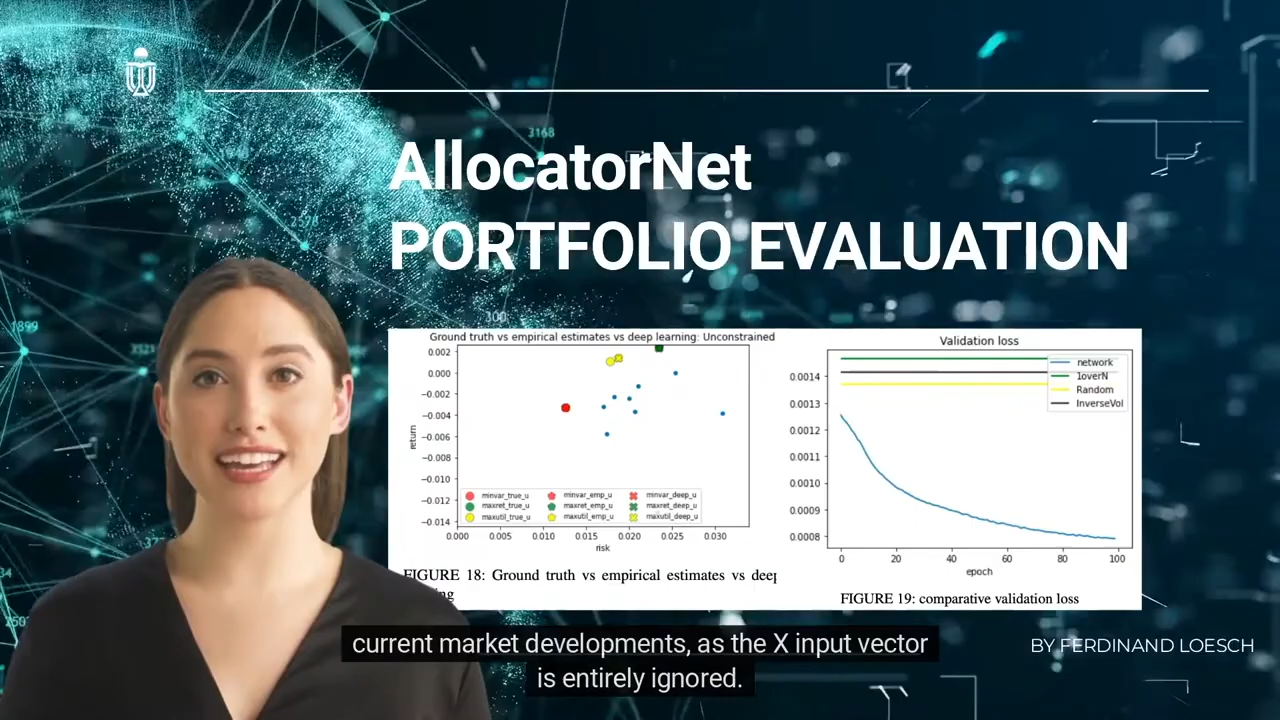 3168
AllocatorNet
PORTFOLIO EVALUATION
1899
3521
300
Ground truth vs empirical estimates vs deep learning: Unconstrained
0.002
0.000
−0.002
−0.004
−0.006
−0.008
−0.010
−0.012
−0.014
return
minvar_true_u minvar_emp_u minvar_deep_u
maxret_true_u maxret_emp_u maxret_deep_u
maxutil_true_u maxutil_emp_u maxutil_deep_u
0.000 0.005 0.010 0.015 0.020 0.025 0.030
risk
FIGURE 18: Ground truth vs empirical estimates vs deep
Validation loss
network
1overN
Random
InverseVol
0.0014
0.0013
0.0012
0.0011
0.0010
0.0009
0.0008
0 20 40 60 80 100
epoch
FIGURE 19: comparative validation loss
current market developments, as the X input vector
is entirely ignored.
BY FERDINAND LOESCH